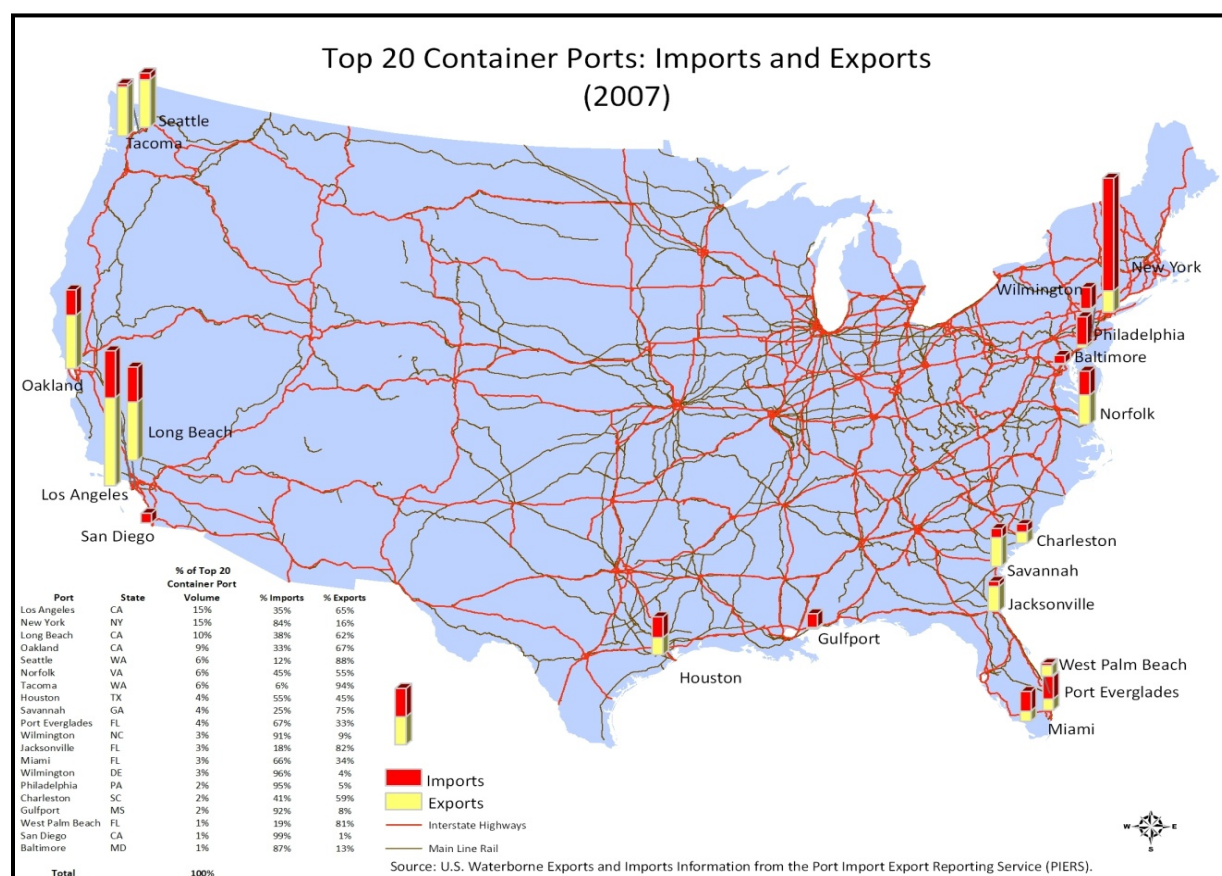 Top 20 Container Ports: Imports and Exports
(2007)
Seattle
Tacoma
New York
Wilmington
Philadelphia
Baltimore
Oakland
Norfolk
Long Beach
Los Angeles
San Diego
Charleston
Savannah
Jacksonville
Gulfport
Houston
West Palm Beach
Port Everglades
Miami
% of Top 20
Container Port
Port State Volume % Imports % Exports
Los Angeles CA 15% 35% 65%
New York NY 15% 84% 16%
Long Beach CA 10% 38% 62%
Oakland CA 9% 33% 67%
Seattle WA 6% 12% 88%
Norfolk VA 6% 45% 55%
Tacoma WA 6% 6% 94%
Houston TX 4% 55% 45%
Savannah GA 4% 25% 75%
Port Everglades FL 4% 67% 33%
Wilmington NC 3% 91% 9%
Jacksonville FL 3% 18% 82%
Miami FL 3% 66% 34%
Wilmington DE 3% 96% 4%
Philadelphia PA 2% 95% 5%
Charleston SC 2% 41% 59%
Gulfport MS 2% 92% 8%
West Palm Beach FL 1% 19% 81%
San Diego CA 1% 99% 1%
Baltimore MD 1% 87% 13%
Total 100%
Imports
Exports
Interstate Highways
Main Line Rail
N
W E
S
Source: U.S. Waterborne Exports and Imports Information from the Port Import Export Reporting Service (PIERS).